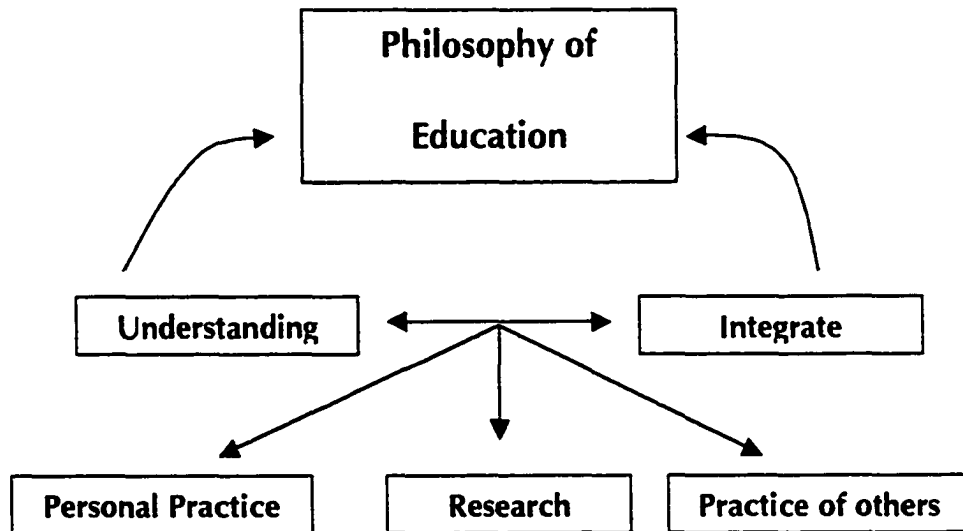 Philosophy of
Education
Understanding
Integrate
Personal Practice
Research
Practice of others